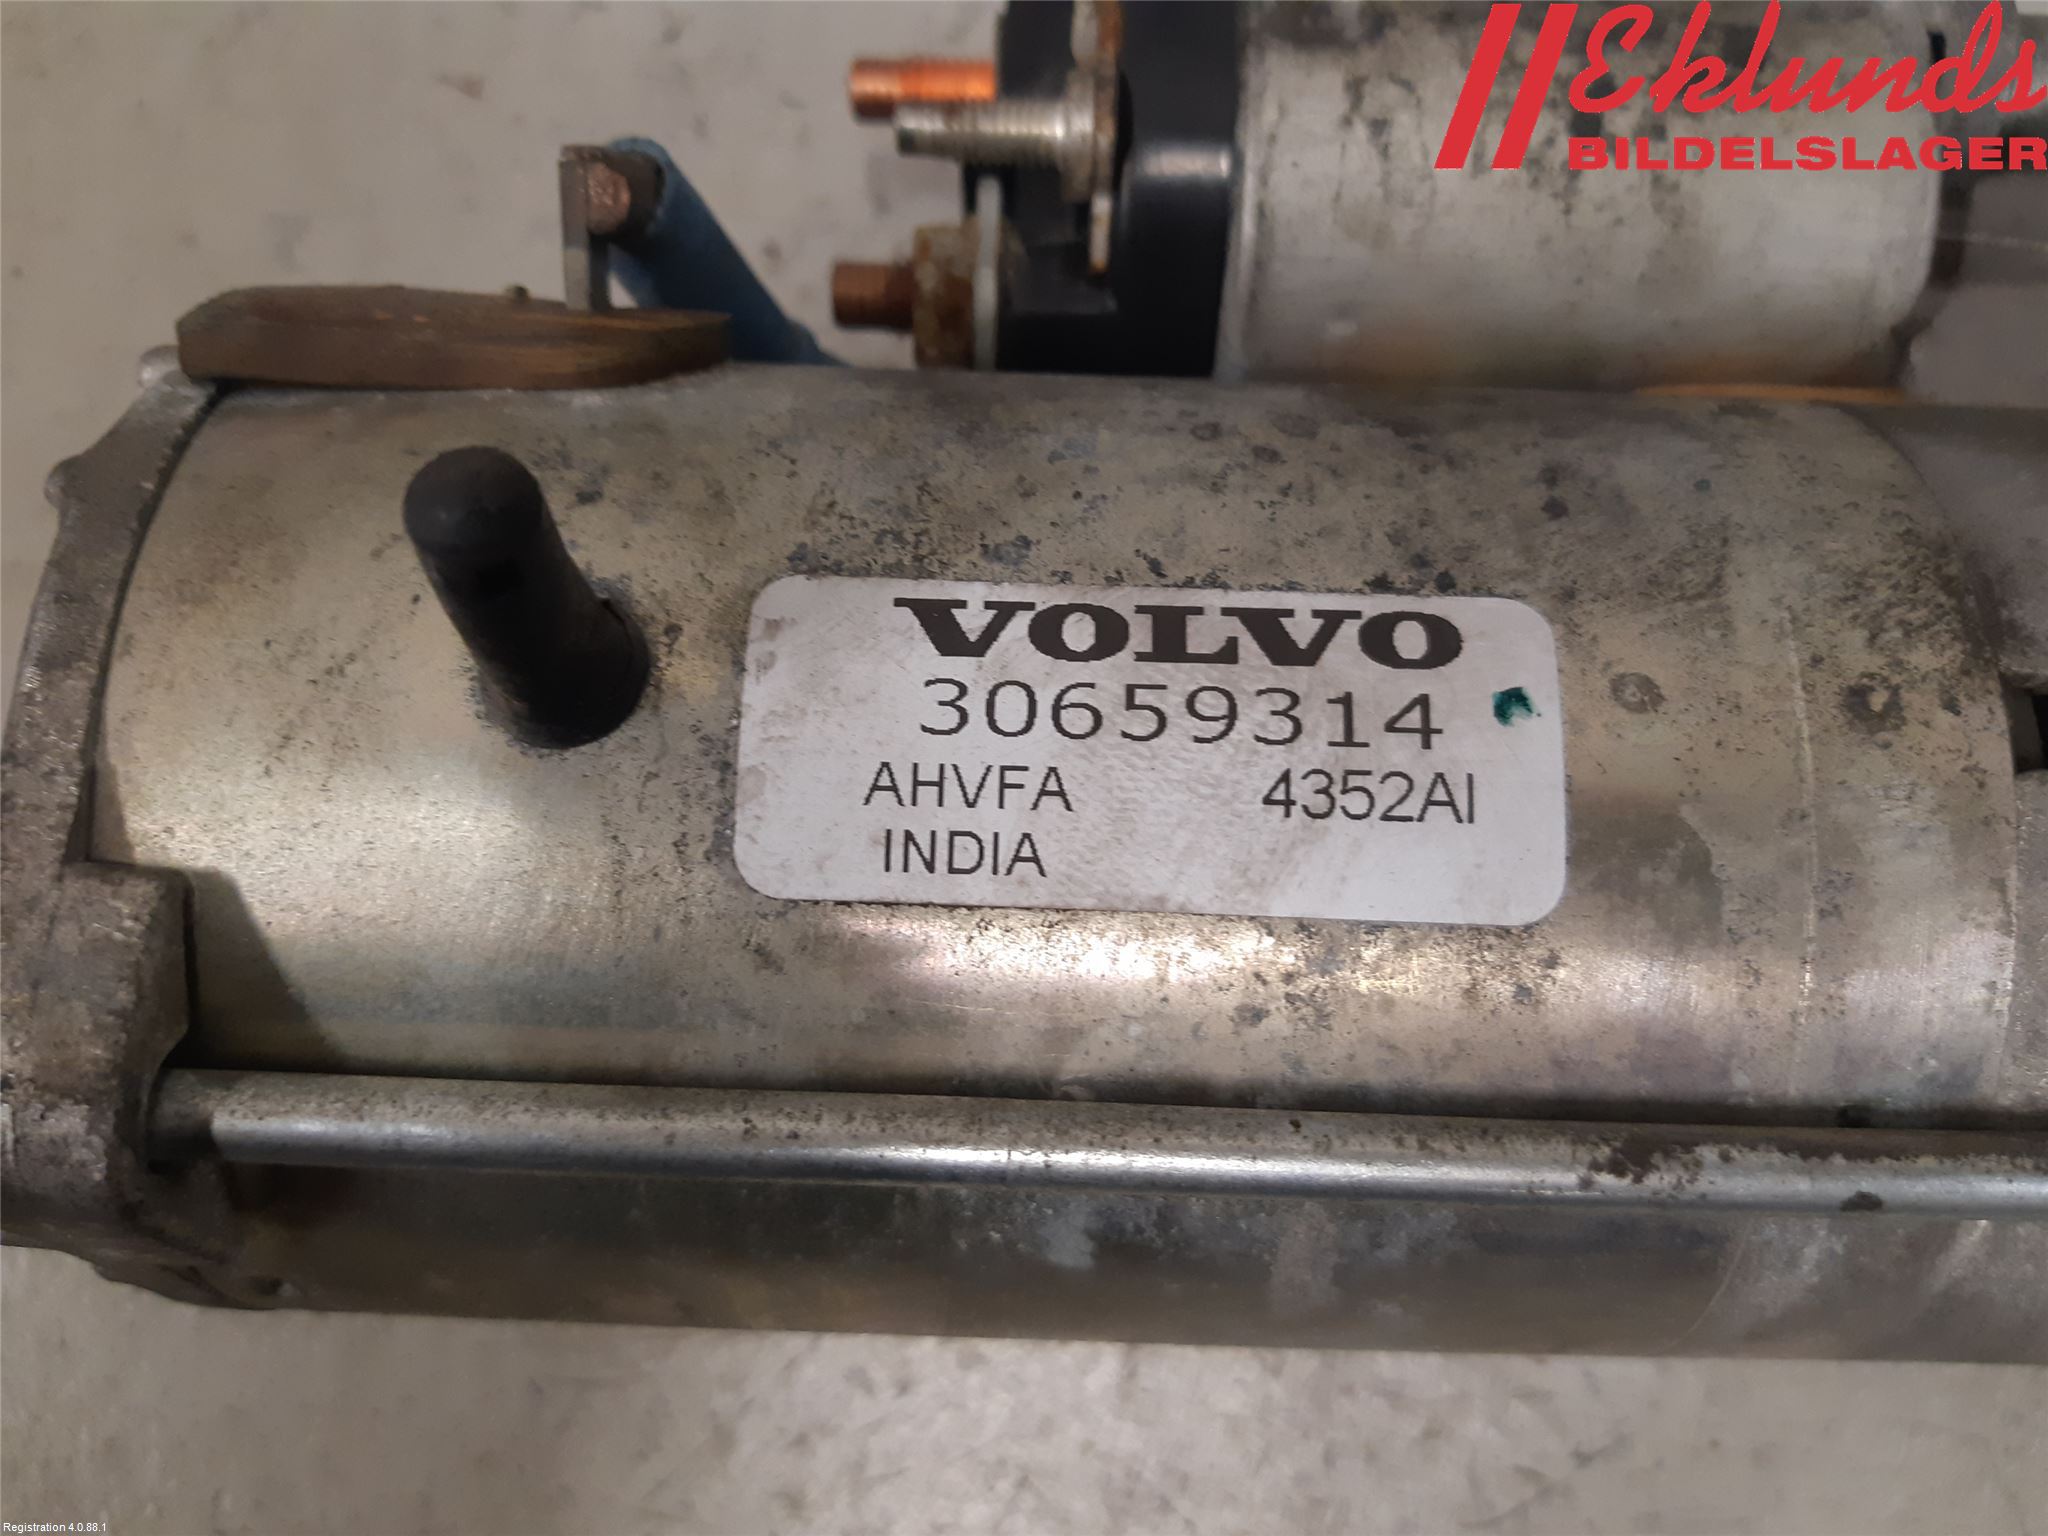 Eklunds
BILDELSLAGER
VOLVO
30659314
AHVFA 4352AI
INDIA
Registration 4.0.88.1